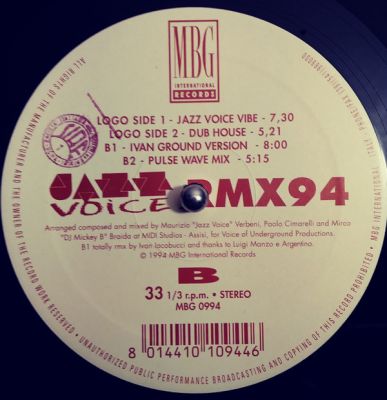 MBG
INTERNATIONAL
RECORDS
LOGO SIDE 1 - JAZZ VOICE VIBE - 7,30
LOGO SIDE 2 - DUB HOUSE - 5,21
B1 - IVAN GROUND VERSION - 8:00
B2 - PULSE WAVE MIX - 5:15
JAZZ
VOICE RMX94
Arranged composed and mixed by Maurizio "Jazz Voice" Verbeni, Paolo Cimarelli and Mirco
"DJ Mickey B" Braida at MIDI Studios - Assisi, for Voice of Underground Productions.
B1 totally rmx by Ivan Iacobucci and thanks to Luigi Manzo e Argentino.
© 1994 MBG International Records
B
33 1/3 r.p.m. • STEREO
MBG 0994
8 014410 109446
ALL RIGHTS OF THE MANUFACTURER AND THE OWNER OF THE RECORD WORK RESERVED • UNAUTHORIZED PUBLIC PERFORMANCE BROADCASTING AND COPYING OF THIS RECORD PROHIBITED • MBG INTERNATIONAL